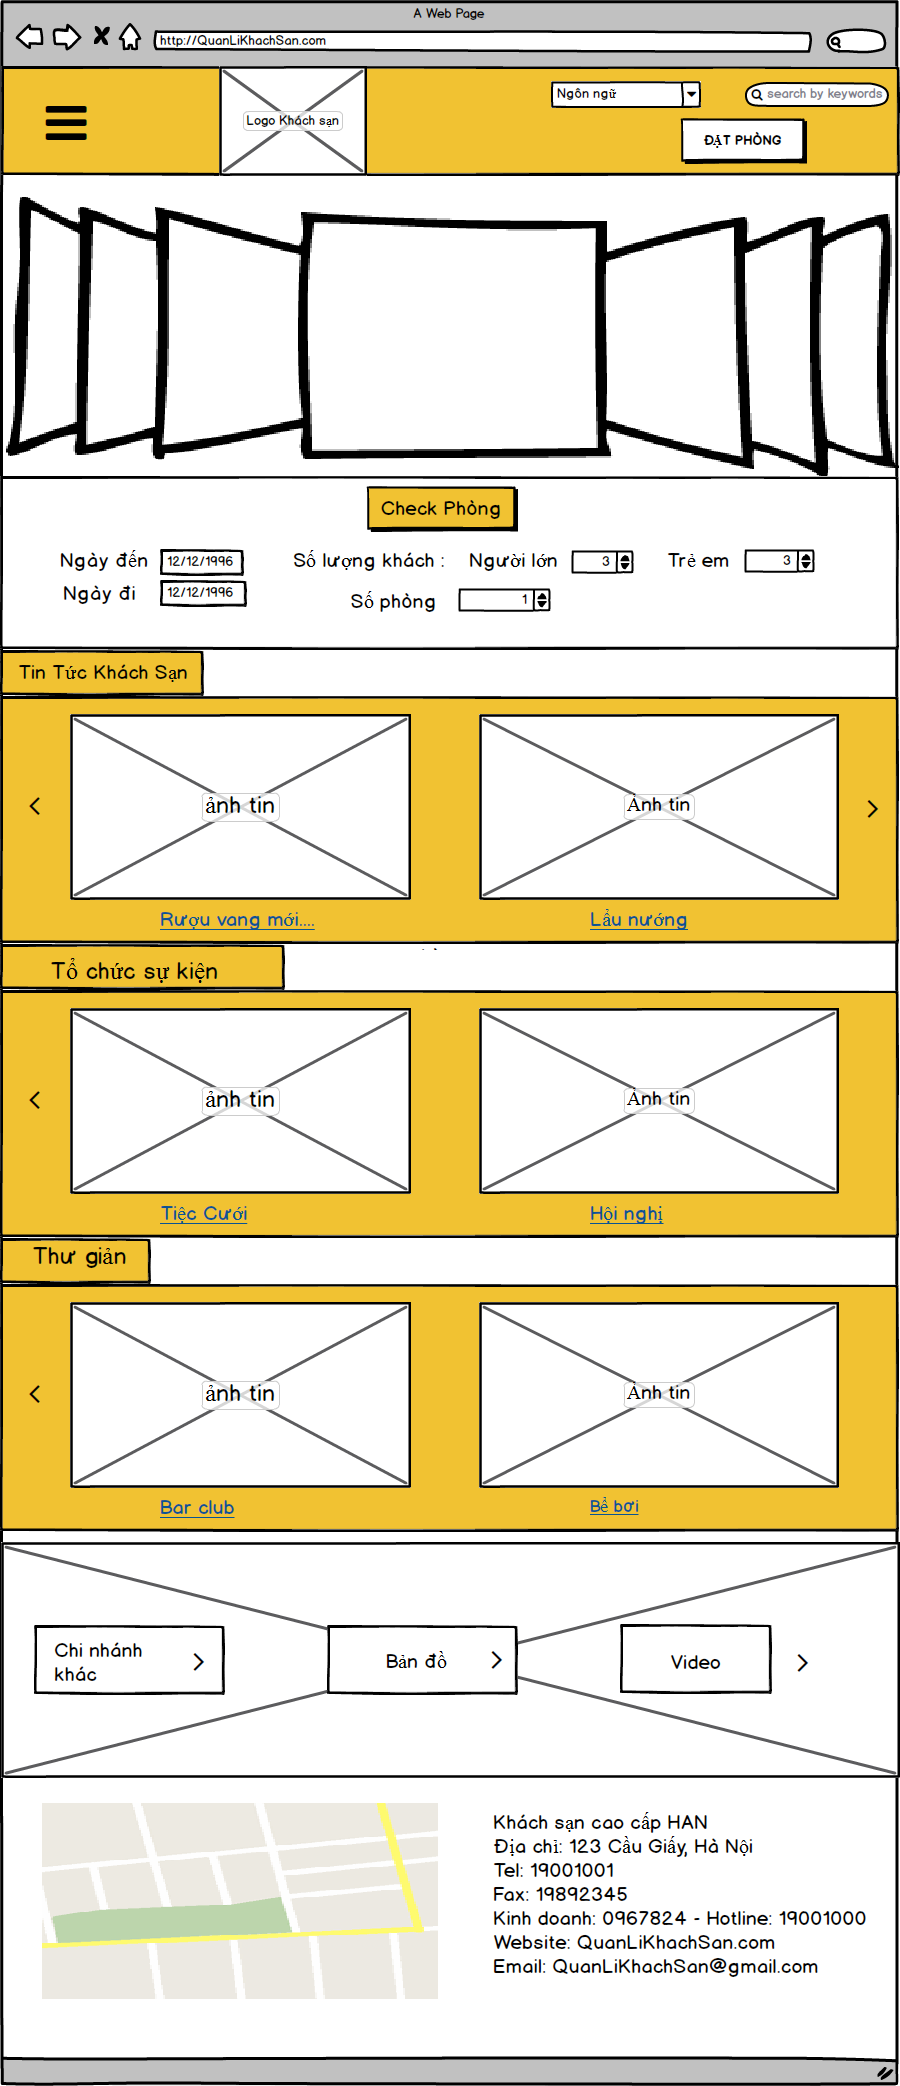 A Web Page
http://QuanLiKhachSan.com
Logo Khách sạn
Ngôn ngữ
search by keywords
ĐẶT PHÒNG
Check Phòng
Ngày đến 12/12/1996 Số lượng khách : Người lớn 3 Trẻ em 3
Ngày đi 12/12/1996 Số phòng 1
Tin Tức Khách Sạn
ảnh tin Ảnh tin
Rượu vang mới.... Lẩu nướng
Tổ chức sự kiện
ảnh tin Ảnh tin
Tiệc Cưới Hội nghị
Thư giản
ảnh tin Ảnh tin
Bar club Bể bơi
Chi nhánh
khác
Bản đồ
Video
Khách sạn cao cấp HAN
Địa chỉ: 123 Cầu Giấy, Hà Nội
Tel: 19001001
Fax: 19892345
Kinh doanh: 0967824 - Hotline: 19001000
Website: QuanLiKhachSan.com
Email: QuanLiKhachSan@gmail.com